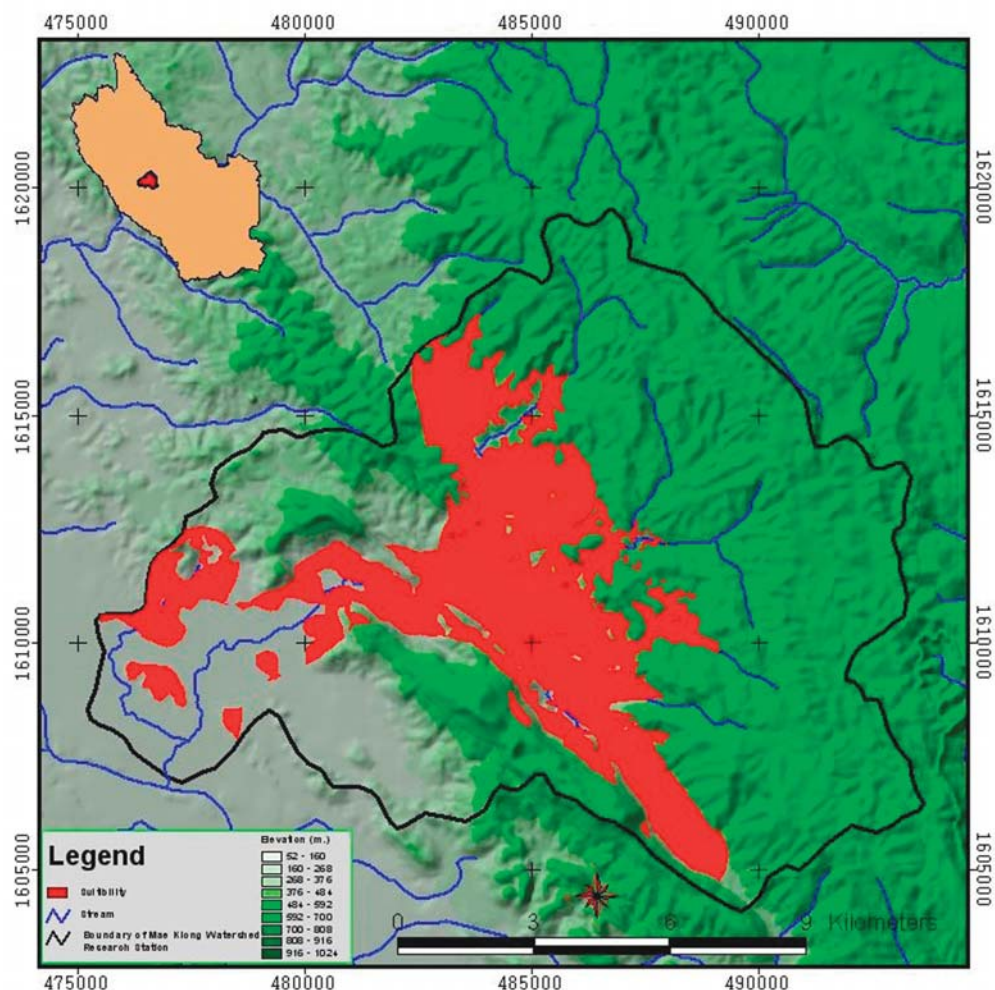 475000 480000 485000 490000
1620000 1620000
1615000 1615000
1610000 1610000
1605000 1605000
Legend
Suitibility
Stream
Boundary of Mae Klong Watershed
Research Station
Elevation (m.)
52 - 160
160 - 268
268 - 376
376 - 484
484 - 592
592 - 700
700 - 808
808 - 916
916 - 1024
0 3 6 9 Kilometers
475000 480000 485000 490000